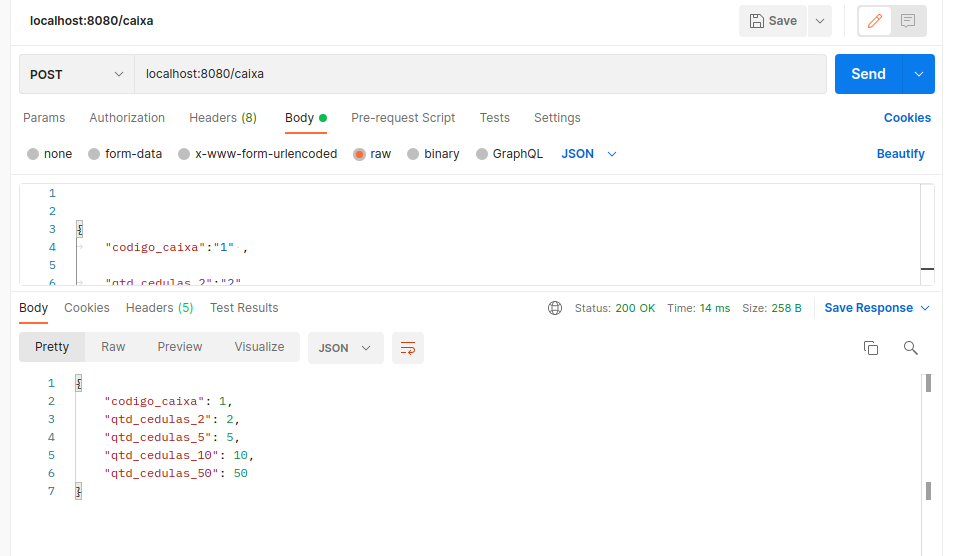 localhost:8080/caixa
Save
POST
localhost:8080/caixa
Send
Params Authorization Headers (8) Body Pre-request Script Tests Settings Cookies
none form-data x-www-form-urlencoded raw binary GraphQL JSON Beautify
1
2
3 {
4 "codigo_caixa":"1" ,
5
6 "qtd_cedulas_2":"2"
Body Cookies Headers (5) Test Results Status: 200 OK Time: 14 ms Size: 258 B Save Response
Pretty Raw Preview Visualize JSON
1 {
2 "codigo_caixa": 1,
3 "qtd_cedulas_2": 2,
4 "qtd_cedulas_5": 5,
5 "qtd_cedulas_10": 10,
6 "qtd_cedulas_50": 50
7 }